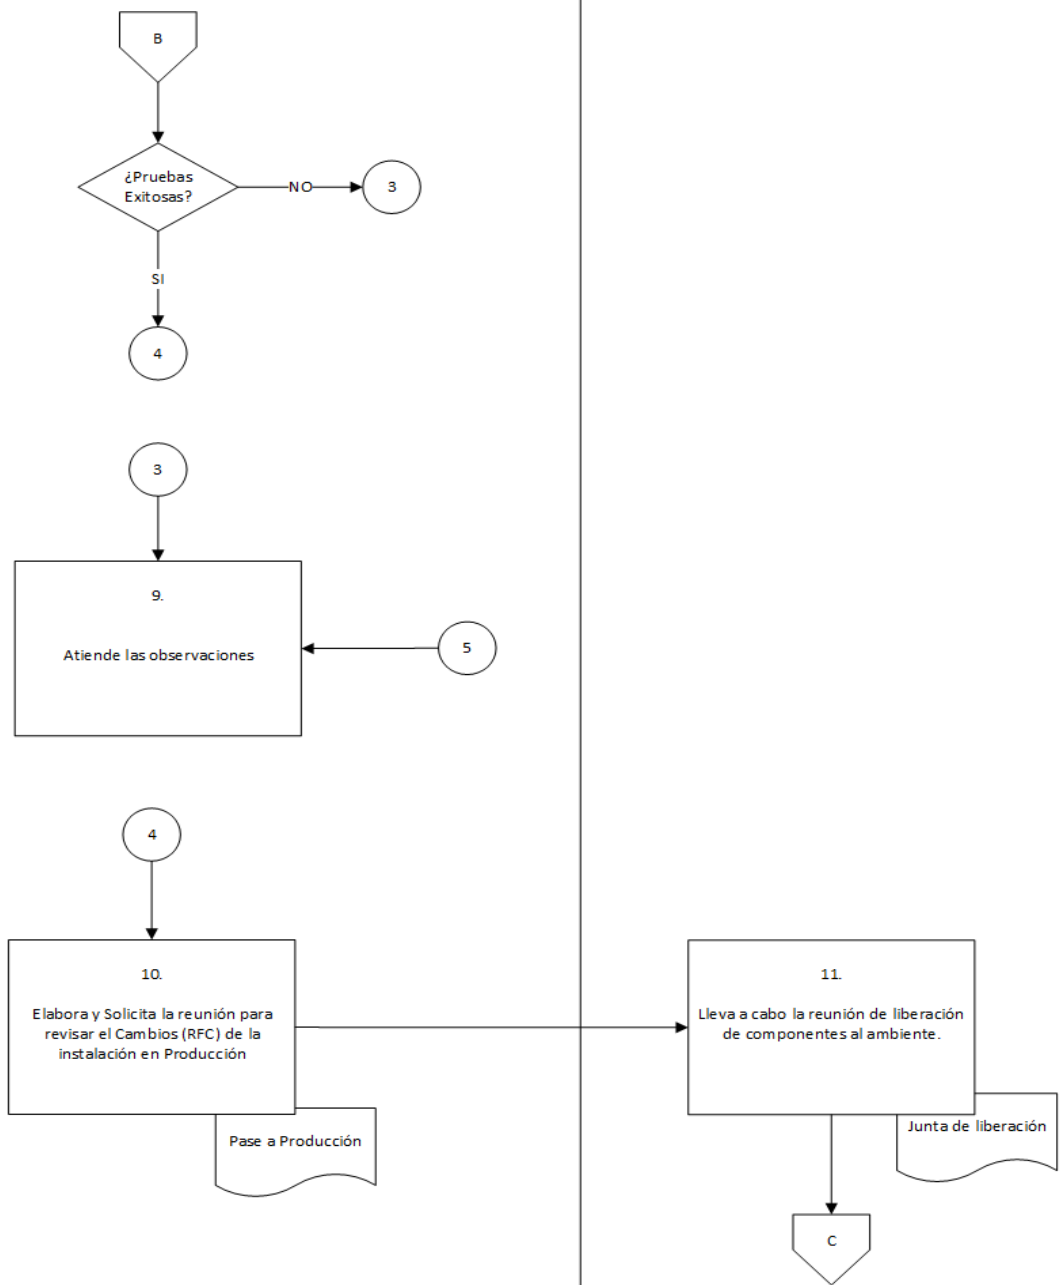 B
¿Pruebas
Exitosas?
NO
3
SI
4
3
9.
Atiende las observaciones
5
4
10.
Elabora y Solicita la reunión para
revisar el Cambios (RFC) de la
instalación en Producción
Pase a Producción
11.
Lleva a cabo la reunión de liberación
de componentes al ambiente.
Junta de liberación
C